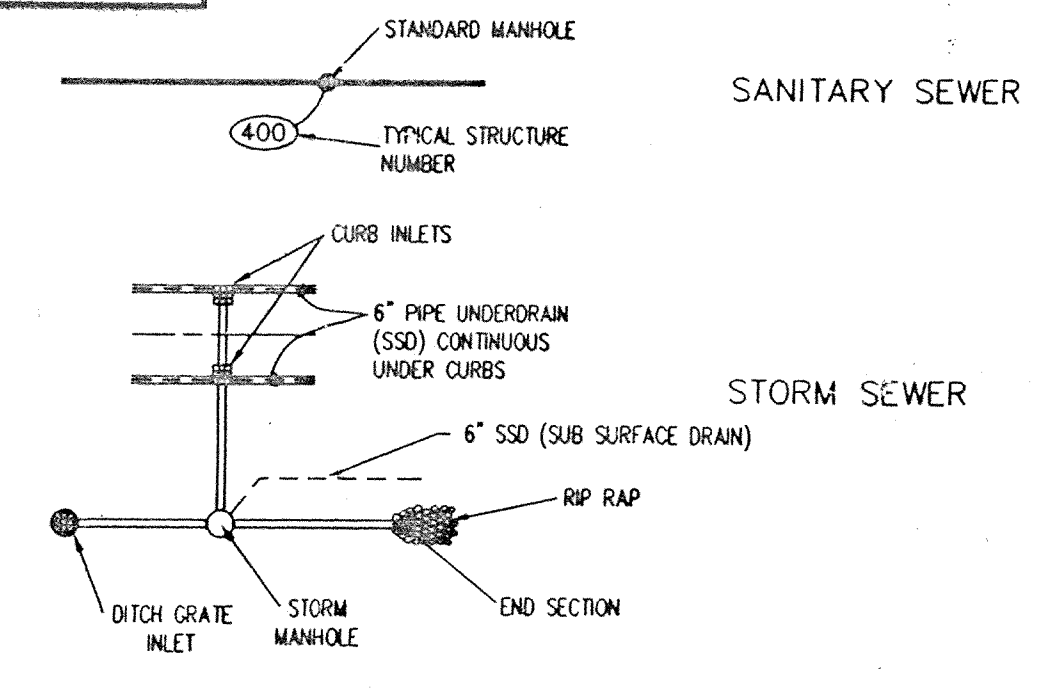 STANDARD MANHOLE
SANITARY SEWER
400
TYPICAL STRUCTURE
NUMBER
CURB INLETS
6" PIPE UNDERDRAIN
(SSD) CONTINUOUS
UNDER CURBS
STORM SEWER
6" SSD (SUB SURFACE DRAIN)
RIP RAP
END SECTION
DITCH GRATE
INLET
STORM
MANHOLE